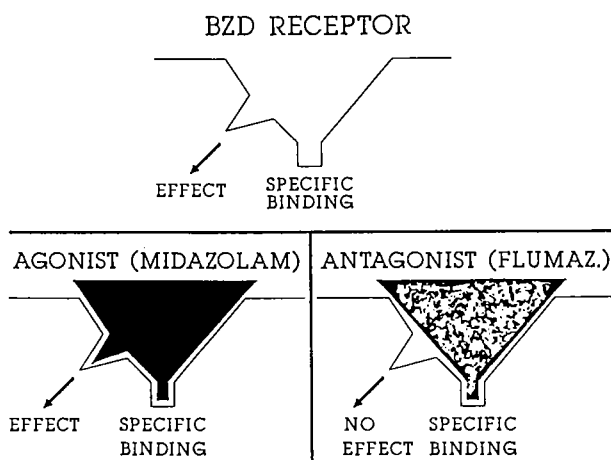 BZD RECEPTOR
EFFECT
SPECIFIC
BINDING
AGONIST (MIDAZOLAM)
EFFECT
SPECIFIC
BINDING
ANTAGONIST (FLUMAZ.)
NO
EFFECT
SPECIFIC
BINDING